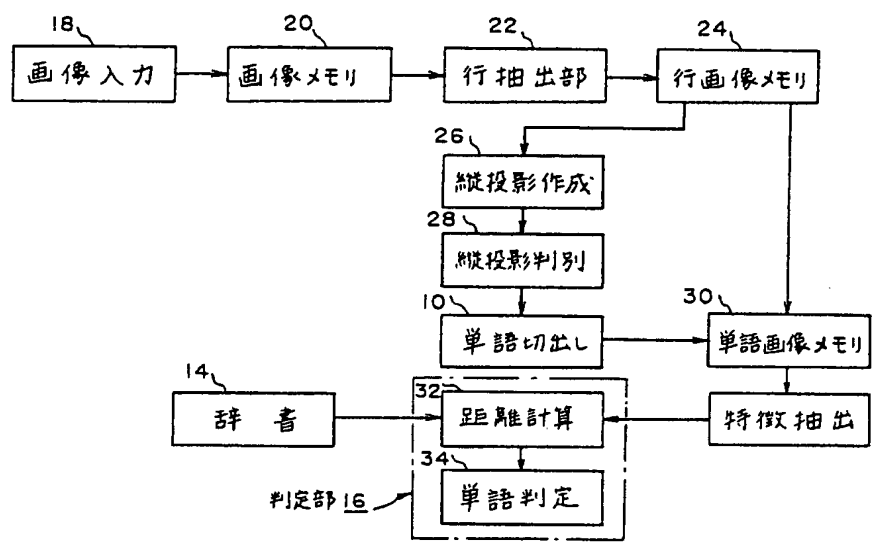 18
画像入力
20
画像メモリ
22
行抽出部
24
行画像メモリ
26
縦投影作成
28
縦投影判別
10
単語切出し
30
単語画像メモリ
14
辞書
32
距離計算
特徴抽出
34
単語判定
判定部 16